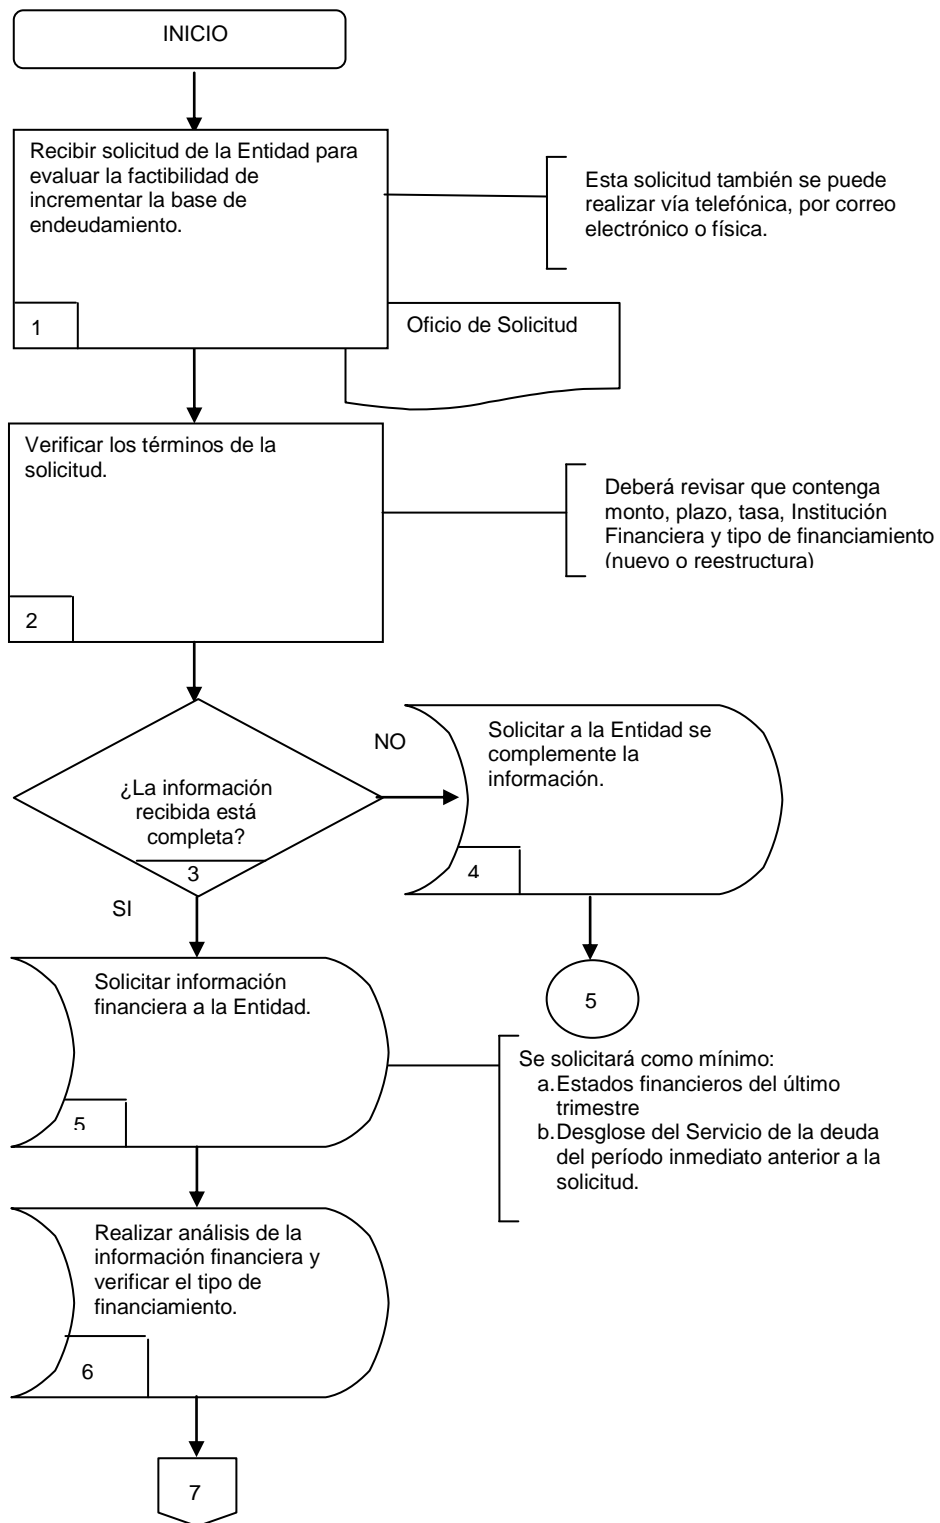 INICIO
Recibir solicitud de la Entidad para
evaluar la factibilidad de
incrementar la base de
endeudamiento.
1
Esta solicitud también se puede
realizar vía telefónica, por correo
electrónico o física.
Oficio de Solicitud
Verificar los términos de la
solicitud.
2
Deberá revisar que contenga
monto, plazo, tasa, Institución
Financiera y tipo de financiamiento
(nuevo o reestructura)
¿La información
recibida está
completa?
3
NO
Solicitar a la Entidad se
complemente la
información.
4
5
SI
Solicitar información
financiera a la Entidad.
5
Se solicitará como mínimo:
a.Estados financieros del último
trimestre
b.Desglose del Servicio de la deuda
del período inmediato anterior a la
solicitud.
Realizar análisis de la
información financiera y
verificar el tipo de
financiamiento.
6
7